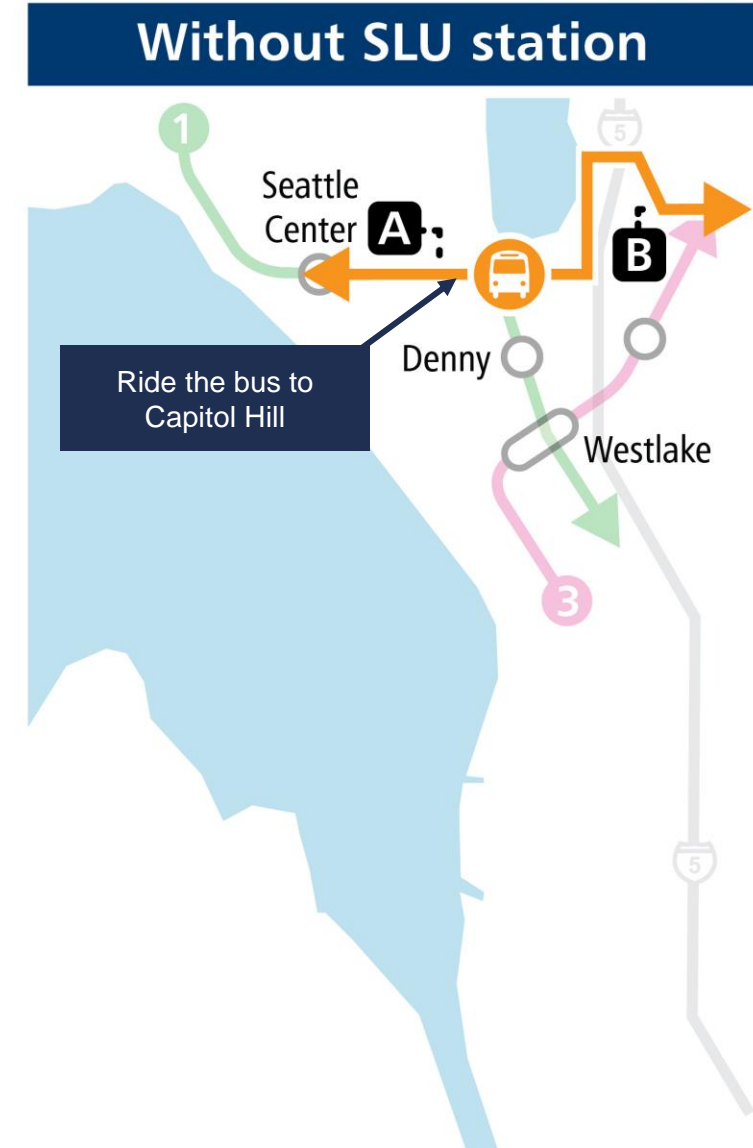 Without SLU station
1
5
Seattle
Center
A
B
Ride the bus to
Capitol Hill
Denny
Westlake
3
5